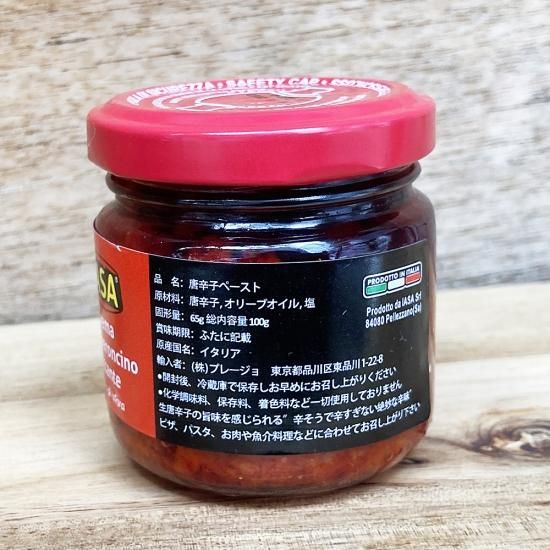 SAFETY CAP
品　名：唐辛子ペースト
原材料：唐辛子,オリーブオイル,塩
固形量：65g 総内容量100g
賞味期限：ふたに記載
原産国名：イタリア
輸入者：(株)プレージョ　東京都品川区東品川1-22-8
●開封後、冷蔵庫で保存しお早めにお召し上がりください
●化学調味料、保存料、着色料など一切使用しておりません
生唐辛子の旨味を感じられる"辛そうで辛すぎない絶妙な辛味"
ピザ、パスタ、お肉や魚介料理などに合わせてお召し上がり下さい
PRODOTTO IN ITALIA
Prodotto da IASA Srl
84080 Pellezzano(Sa)